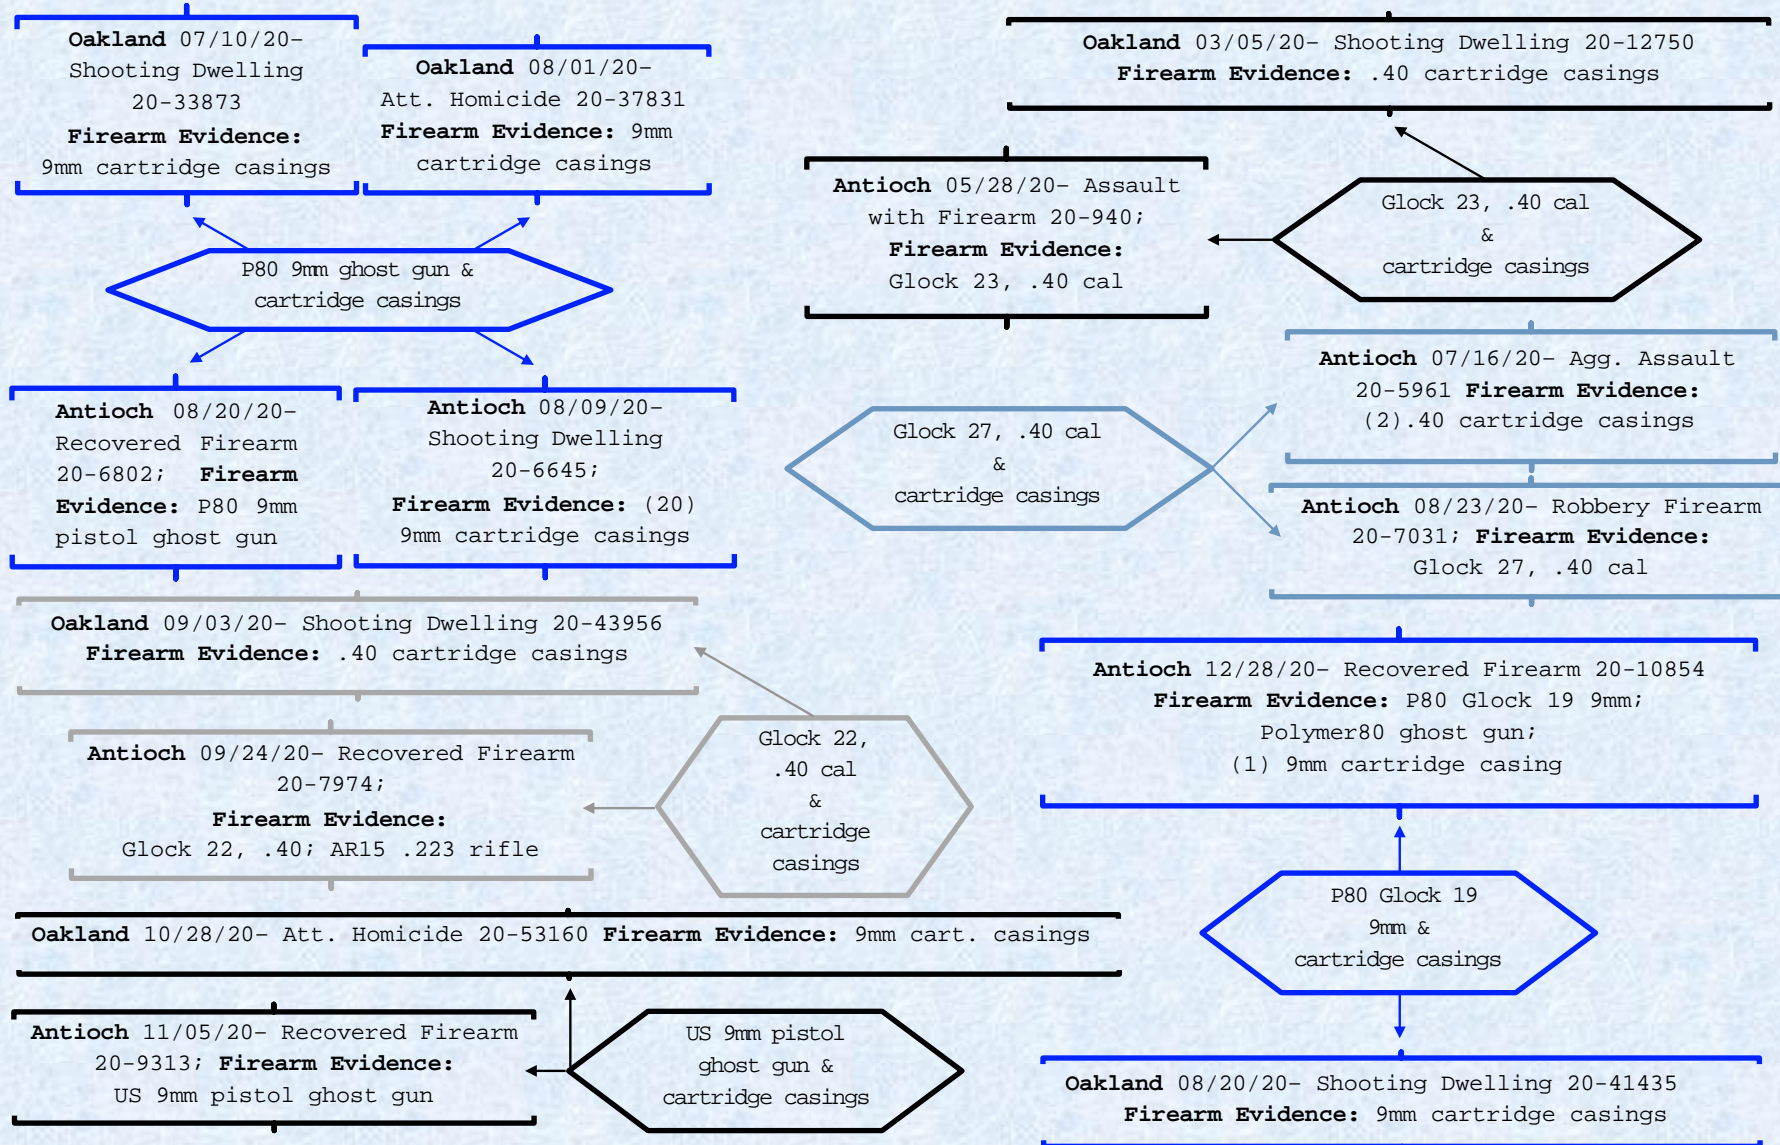 Oakland 07/10/20–
Shooting Dwelling
20-33873
Firearm Evidence:
9mm cartridge casings
Oakland 08/01/20–
Att. Homicide 20-37831
Firearm Evidence: 9mm
cartridge casings
P80 9mm ghost gun &
cartridge casings
Antioch 08/20/20–
Recovered Firearm
20-6802; Firearm
Evidence: P80 9mm
pistol ghost gun
Antioch 08/09/20–
Shooting Dwelling
20-6645;
Firearm Evidence: (20)
9mm cartridge casings
Oakland 03/05/20– Shooting Dwelling 20-12750
Firearm Evidence: .40 cartridge casings
Antioch 05/28/20– Assault
with Firearm 20-940;
Firearm Evidence:
Glock 23, .40 cal
Glock 23, .40 cal
&
cartridge casings
Glock 27, .40 cal
&
cartridge casings
Antioch 07/16/20– Agg. Assault
20-5961 Firearm Evidence:
(2).40 cartridge casings
Antioch 08/23/20– Robbery Firearm
20-7031; Firearm Evidence:
Glock 27, .40 cal
Oakland 09/03/20– Shooting Dwelling 20-43956
Firearm Evidence: .40 cartridge casings
Antioch 09/24/20– Recovered Firearm
20-7974;
Firearm Evidence:
Glock 22, .40; AR15 .223 rifle
Glock 22,
.40 cal
&
cartridge
casings
Oakland 10/28/20– Att. Homicide 20-53160 Firearm Evidence: 9mm cart. casings
Antioch 11/05/20– Recovered Firearm
20-9313; Firearm Evidence:
US 9mm pistol ghost gun
US 9mm pistol
ghost gun &
cartridge casings
Antioch 12/28/20– Recovered Firearm 20-10854
Firearm Evidence: P80 Glock 19 9mm;
Polymer80 ghost gun;
(1) 9mm cartridge casing
P80 Glock 19
9mm &
cartridge casings
Oakland 08/20/20– Shooting Dwelling 20-41435
Firearm Evidence: 9mm cartridge casings